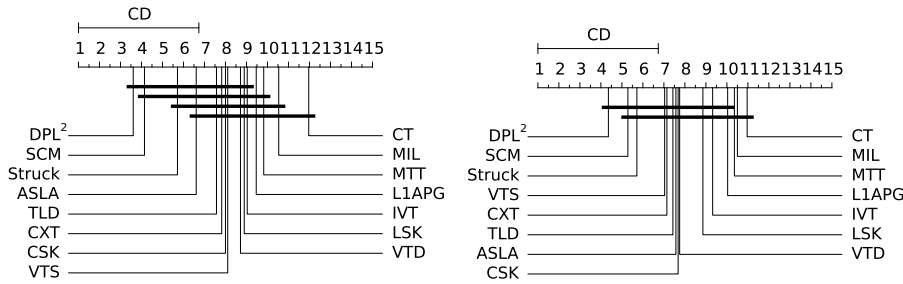 CD
1 2 3 4 5 6 7 8 9 10 11 12 13 14 15
DPL²
SCM
Struck
ASLA
TLD
CXT
CSK
VTS
CT
MIL
MTT
L1APG
IVT
LSK
VTD
CD
1 2 3 4 5 6 7 8 9 10 11 12 13 14 15
DPL²
SCM
Struck
VTS
CXT
TLD
ASLA
CSK
CT
MIL
MTT
L1APG
IVT
LSK
VTD